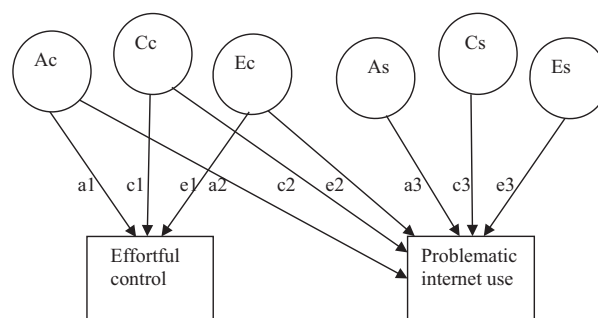 Ac
Cc
Ec
As
Cs
Es
a1
c1
e1
a2
c2
e2
a3
c3
e3
Effortful
control
Problematic
internet use